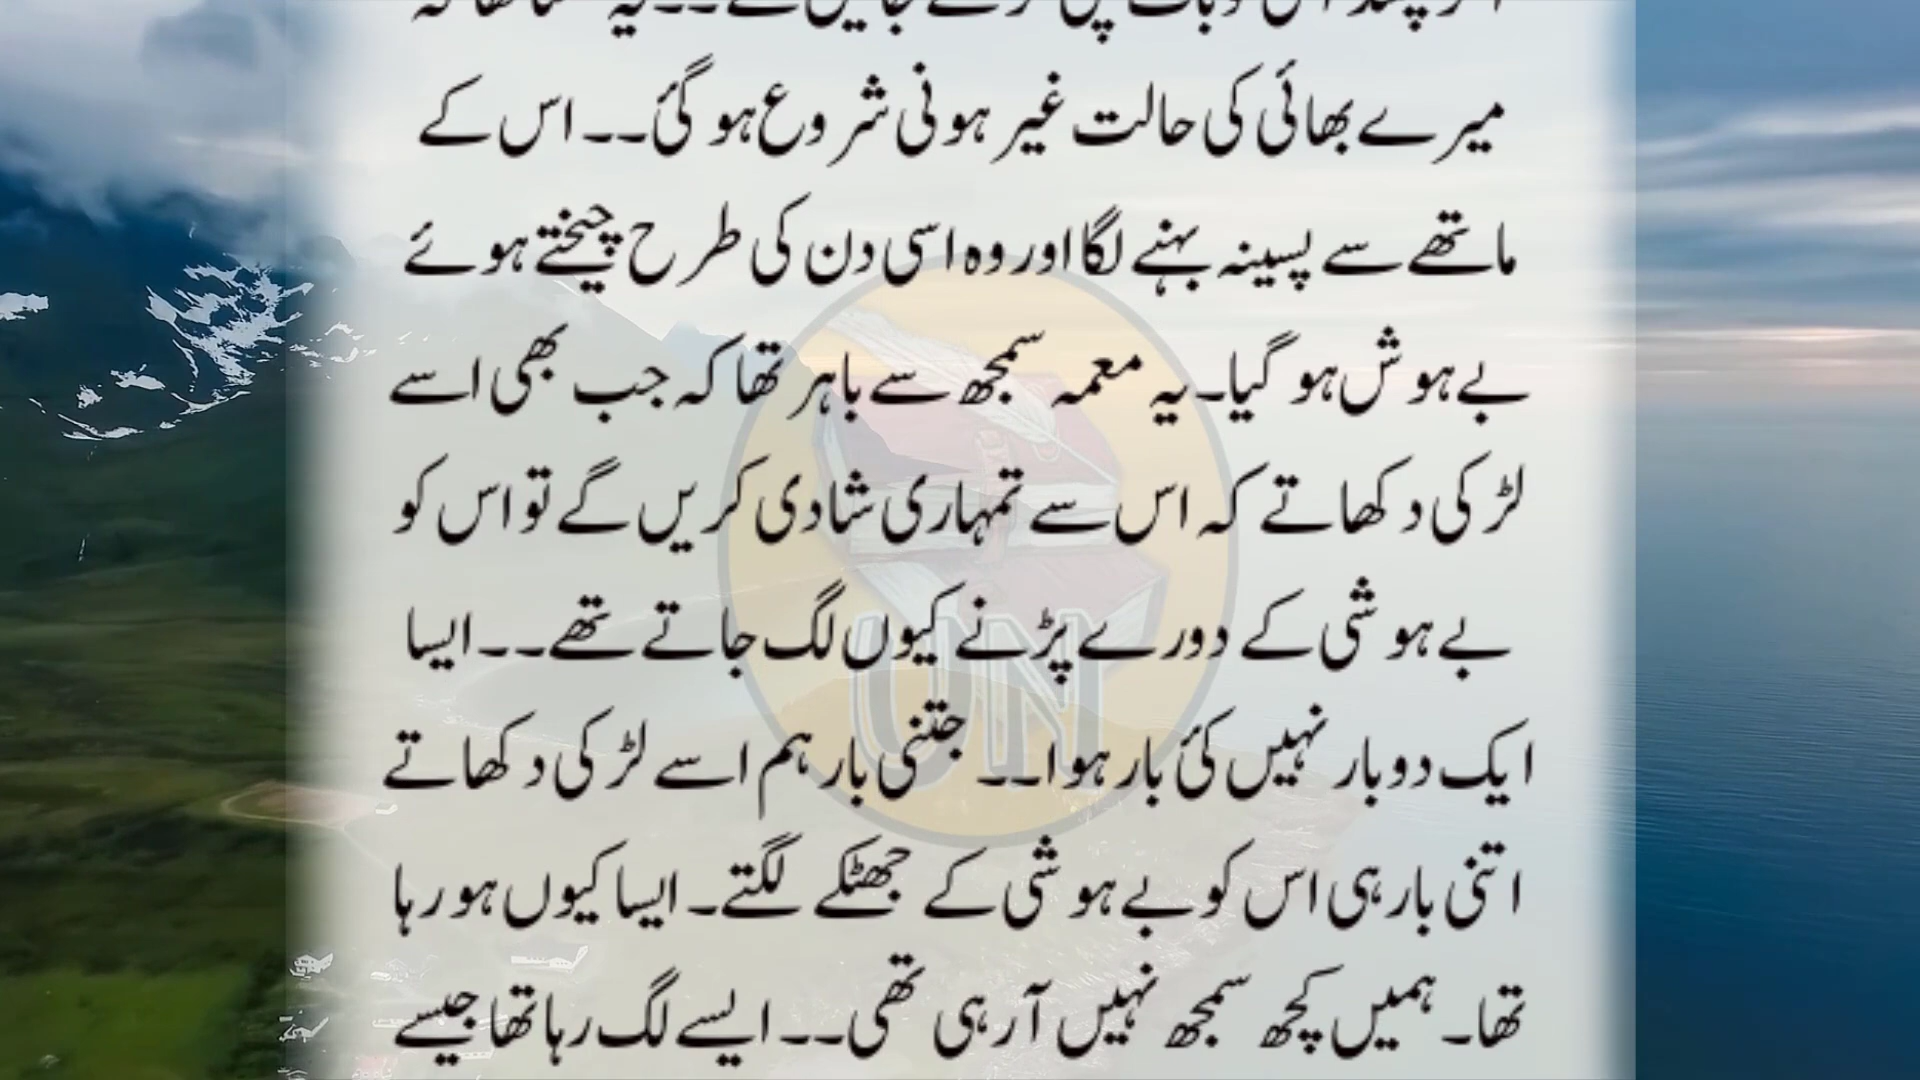 میرے بھائی کی حالت غیر ہونی شروع ہو گئی۔۔ اس کے
ماتھے سے پسینہ بہنے لگا اور وہ اسی دن کی طرح چیختے ہوئے
بے ہوش ہو گیا۔ یہ معمہ سمجھ سے باہر تھا کہ جب بھی اسے
لڑکی دکھاتے کہ اس سے تمہاری شادی کریں گے تو اس کو
بے ہوشی کے دورے پڑنے کیوں لگ جاتے تھے۔۔ ایسا
ایک دو بار نہیں کئی بار ہوا۔۔ جتنی بار ہم اسے لڑکی دکھاتے
اتنی بار ہی اس کو بے ہوشی کے جھٹکے لگتے۔ ایسا کیوں ہو رہا
تھا۔ ہمیں کچھ سمجھ نہیں آ رہی تھی۔۔ ایسے لگ رہا تھا جیسے
UN